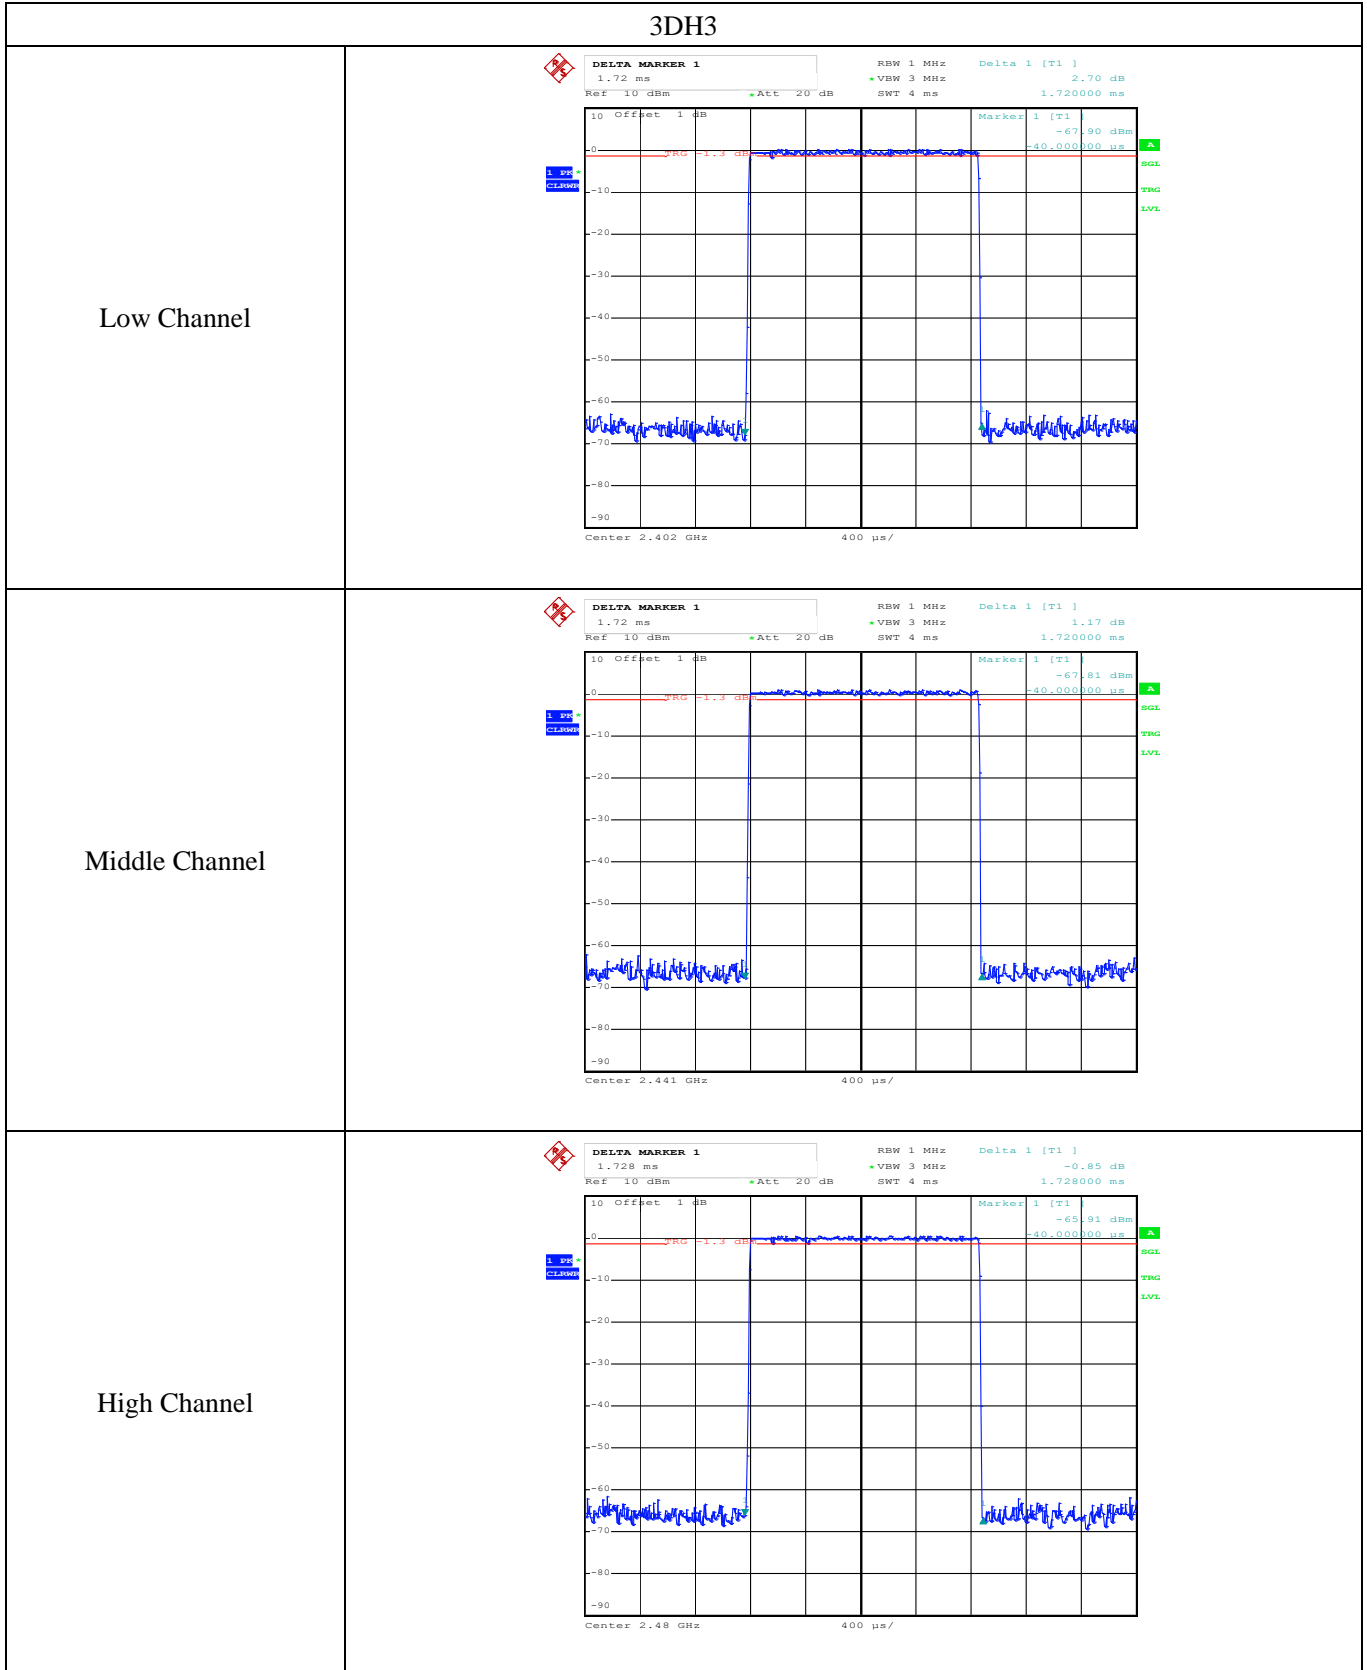 3DH3
Low Channel
R/S
DELTA MARKER 1
1.72 ms
RBW 1 MHz
*VBW 3 MHz
SWT 4 ms
Delta 1 [T1 ]
2.70 dB
1.720000 ms
Ref 10 dBm
*Att 20 dB
10 Offset 1 dB
Marker 1 [T1 ]
-67.90 dBm
-40.000000 µs
A
SGL
TRG
LVL
1 PK*
CLRWR
0
TRG -1.3 dBm
-10
-20
-30
-40
-50
-60
-70
-80
-90
1
1
Center 2.402 GHz
400 µs/
Middle Channel
R/S
DELTA MARKER 1
1.72 ms
RBW 1 MHz
*VBW 3 MHz
SWT 4 ms
Delta 1 [T1 ]
1.17 dB
1.720000 ms
Ref 10 dBm
*Att 20 dB
10 Offset 1 dB
Marker 1 [T1 ]
-67.81 dBm
-40.000000 µs
A
SGL
TRG
LVL
1 PK*
CLRWR
0
TRG -1.3 dBm
-10
-20
-30
-40
-50
-60
-70
-80
-90
1
1
Center 2.441 GHz
400 µs/
High Channel
R/S
DELTA MARKER 1
1.728 ms
RBW 1 MHz
*VBW 3 MHz
SWT 4 ms
Delta 1 [T1 ]
-0.85 dB
1.728000 ms
Ref 10 dBm
*Att 20 dB
10 Offset 1 dB
Marker 1 [T1 ]
-65.91 dBm
-40.000000 µs
A
SGL
TRG
LVL
1 PK*
CLRWR
0
TRG -1.3 dBm
-10
-20
-30
-40
-50
-60
-70
-80
-90
1
1
Center 2.48 GHz
400 µs/